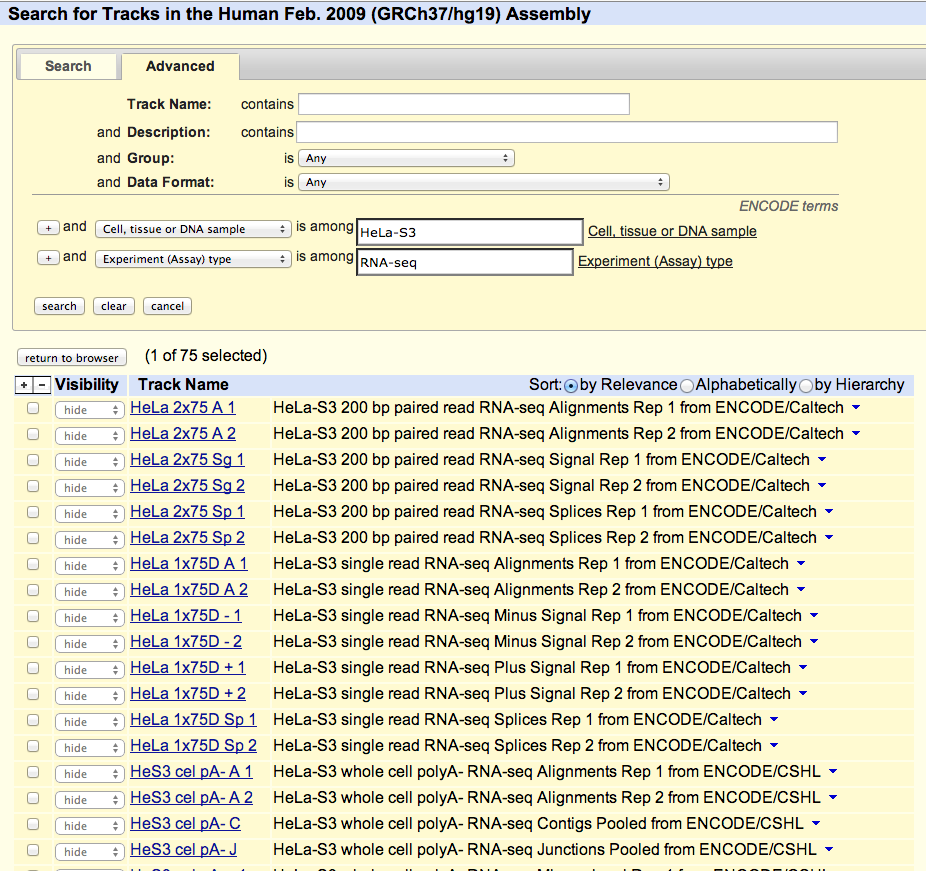 Search for Tracks in the Human Feb. 2009 (GRCh37/hg19) Assembly
Search Advanced
Track Name: contains
and Description: contains
and Group: is Any
and Data Format: is Any
ENCODE terms
+ and Cell, tissue or DNA sample is among HeLa-S3 Cell, tissue or DNA sample
+ and Experiment (Assay) type is among RNA-seq Experiment (Assay) type
search clear cancel
return to browser (1 of 75 selected)
+ - Visibility Track Name Sort: by Relevance Alphabetically by Hierarchy
hide HeLa 2x75 A 1 HeLa-S3 200 bp paired read RNA-seq Alignments Rep 1 from ENCODE/Caltech
hide HeLa 2x75 A 2 HeLa-S3 200 bp paired read RNA-seq Alignments Rep 2 from ENCODE/Caltech
hide HeLa 2x75 Sg 1 HeLa-S3 200 bp paired read RNA-seq Signal Rep 1 from ENCODE/Caltech
hide HeLa 2x75 Sg 2 HeLa-S3 200 bp paired read RNA-seq Signal Rep 2 from ENCODE/Caltech
hide HeLa 2x75 Sp 1 HeLa-S3 200 bp paired read RNA-seq Splices Rep 1 from ENCODE/Caltech
hide HeLa 2x75 Sp 2 HeLa-S3 200 bp paired read RNA-seq Splices Rep 2 from ENCODE/Caltech
hide HeLa 1x75D A 1 HeLa-S3 single read RNA-seq Alignments Rep 1 from ENCODE/Caltech
hide HeLa 1x75D A 2 HeLa-S3 single read RNA-seq Alignments Rep 2 from ENCODE/Caltech
hide HeLa 1x75D - 1 HeLa-S3 single read RNA-seq Minus Signal Rep 1 from ENCODE/Caltech
hide HeLa 1x75D - 2 HeLa-S3 single read RNA-seq Minus Signal Rep 2 from ENCODE/Caltech
hide HeLa 1x75D + 1 HeLa-S3 single read RNA-seq Plus Signal Rep 1 from ENCODE/Caltech
hide HeLa 1x75D + 2 HeLa-S3 single read RNA-seq Plus Signal Rep 2 from ENCODE/Caltech
hide HeLa 1x75D Sp 1 HeLa-S3 single read RNA-seq Splices Rep 1 from ENCODE/Caltech
hide HeLa 1x75D Sp 2 HeLa-S3 single read RNA-seq Splices Rep 2 from ENCODE/Caltech
hide HeS3 cel pA- A 1 HeLa-S3 whole cell polyA- RNA-seq Alignments Rep 1 from ENCODE/CSHL
hide HeS3 cel pA- A 2 HeLa-S3 whole cell polyA- RNA-seq Alignments Rep 2 from ENCODE/CSHL
hide HeS3 cel pA- C HeLa-S3 whole cell polyA- RNA-seq Contigs Pooled from ENCODE/CSHL
hide HeS3 cel pA- J HeLa-S3 whole cell polyA- RNA-seq Junctions Pooled from ENCODE/CSHL